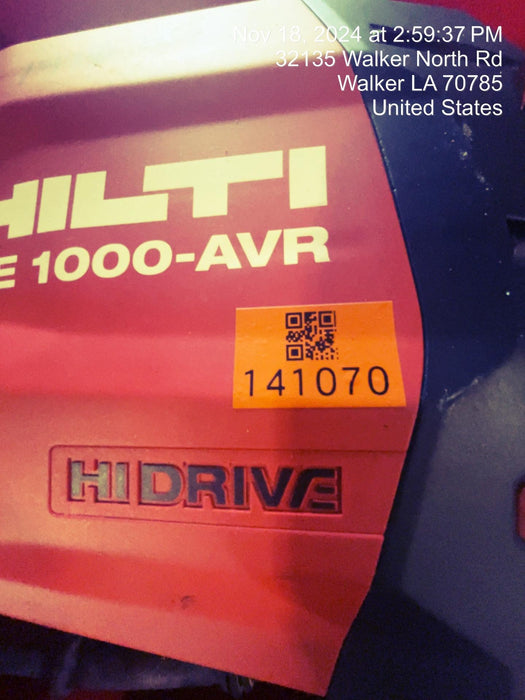 Nov 18, 2024 at 2:59:37 PM
32135 Walker North Rd
Walker LA 70785
United States
HILTI
E 1000-AVR
141070
HIDRIVE